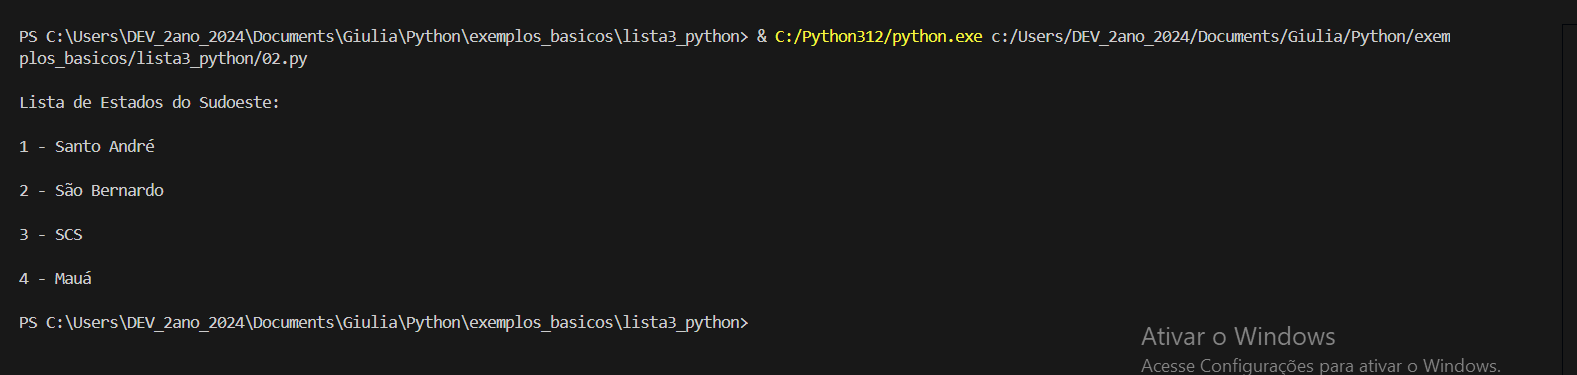 PS C:\Users\DEV_2ano_2024\Documents\Giulia\Python\exemplos_basicos\lista3_python> & C:/Python312/python.exe c:/Users/DEV_2ano_2024/Documents/Giulia/Python/exem
plos_basicos/lista3_python/02.py
Lista de Estados do Sudoeste:
1 - Santo André
2 - São Bernardo
3 - SCS
4 - Mauá
PS C:\Users\DEV_2ano_2024\Documents\Giulia\Python\exemplos_basicos\lista3_python>
Ativar o Windows
Acesse Configurações para ativar o Windows.